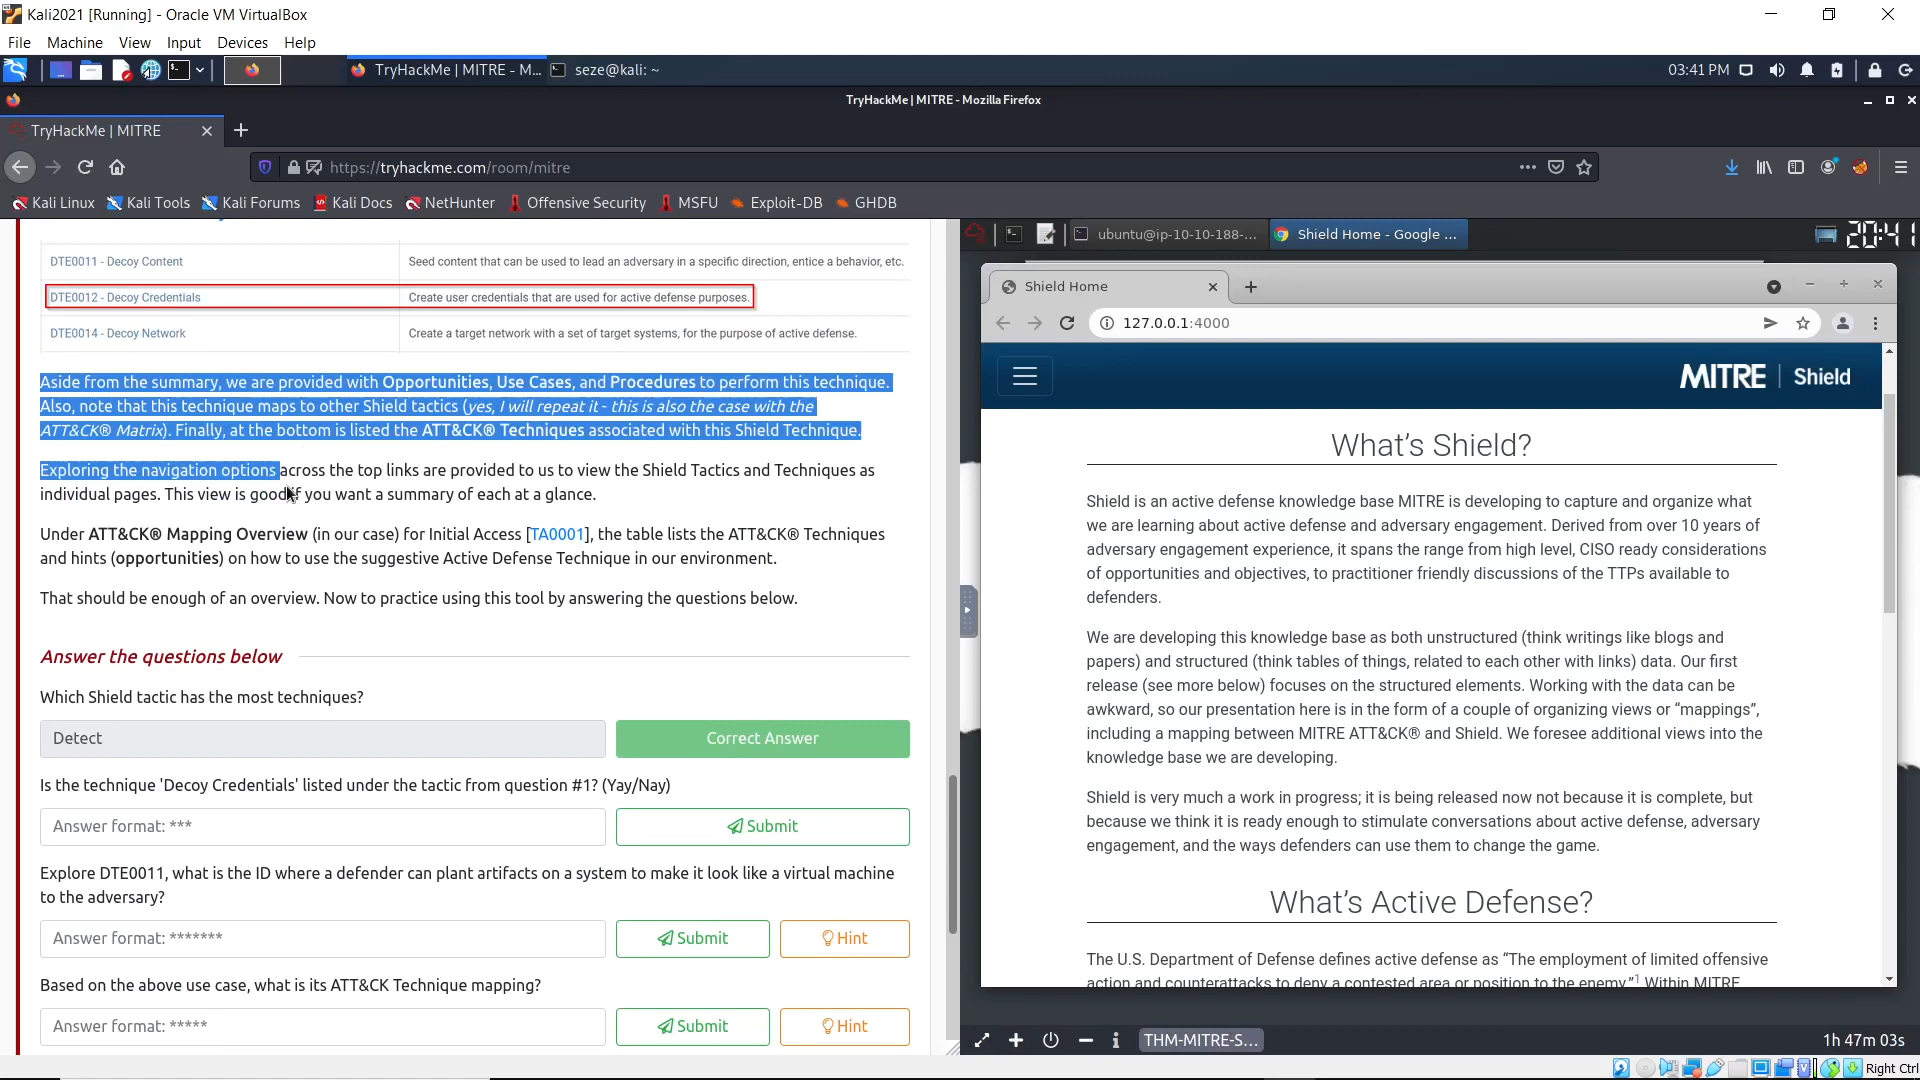 Kali2021 [Running] - Oracle VM VirtualBox
File Machine View Input Devices Help
TryHackMe | MITRE - M... seze@kali: ~ 03:41 PM
TryHackMe | MITRE - Mozilla Firefox
TryHackMe | MITRE
https://tryhackme.com/room/mitre
Kali Linux Kali Tools Kali Forums Kali Docs NetHunter Offensive Security MSFU Exploit-DB GHDB
DTE0011 - Decoy Content Seed content that can be used to lead an adversary in a specific direction, entice a behavior, etc.
DTE0012 - Decoy Credentials Create user credentials that are used for active defense purposes.
DTE0014 - Decoy Network Create a target network with a set of target systems, for the purpose of active defense.
Aside from the summary, we are provided with Opportunities, Use Cases, and Procedures to perform this technique.
Also, note that this technique maps to other Shield tactics (yes, I will repeat it - this is also the case with the
ATT&CK® Matrix). Finally, at the bottom is listed the ATT&CK® Techniques associated with this Shield Technique.
Exploring the navigation options across the top links are provided to us to view the Shield Tactics and Techniques as
individual pages. This view is good if you want a summary of each at a glance.
Under ATT&CK® Mapping Overview (in our case) for Initial Access [TA0001], the table lists the ATT&CK® Techniques
and hints (opportunities) on how to use the suggestive Active Defense Technique in our environment.
That should be enough of an overview. Now to practice using this tool by answering the questions below.
Answer the questions below
Which Shield tactic has the most techniques?
Detect Correct Answer
Is the technique 'Decoy Credentials' listed under the tactic from question #1? (Yay/Nay)
Answer format: *** Submit
Explore DTE0011, what is the ID where a defender can plant artifacts on a system to make it look like a virtual machine
to the adversary?
Answer format: ******* Submit Hint
Based on the above use case, what is its ATT&CK Technique mapping?
Answer format: ***** Submit Hint
ubuntu@ip-10-10-188-... Shield Home - Google ... 20:41
Shield Home
127.0.0.1:4000
MITRE | Shield
What's Shield?
Shield is an active defense knowledge base MITRE is developing to capture and organize what
we are learning about active defense and adversary engagement. Derived from over 10 years of
adversary engagement experience, it spans the range from high level, CISO ready considerations
of opportunities and objectives, to practitioner friendly discussions of the TTPs available to
defenders.
We are developing this knowledge base as both unstructured (think writings like blogs and
papers) and structured (think tables of things, related to each other with links) data. Our first
release (see more below) focuses on the structured elements. Working with the data can be
awkward, so our presentation here is in the form of a couple of organizing views or “mappings”,
including a mapping between MITRE ATT&CK® and Shield. We foresee additional views into the
knowledge base we are developing.
Shield is very much a work in progress; it is being released now not because it is complete, but
because we think it is ready enough to stimulate conversations about active defense, adversary
engagement, and the ways defenders can use them to change the game.
What's Active Defense?
The U.S. Department of Defense defines active defense as “The employment of limited offensive
action and counterattacks to deny a contested area or position to the enemy.”1 Within MITRE
THM-MITRE-S... 1h 47m 03s
Right Ctrl